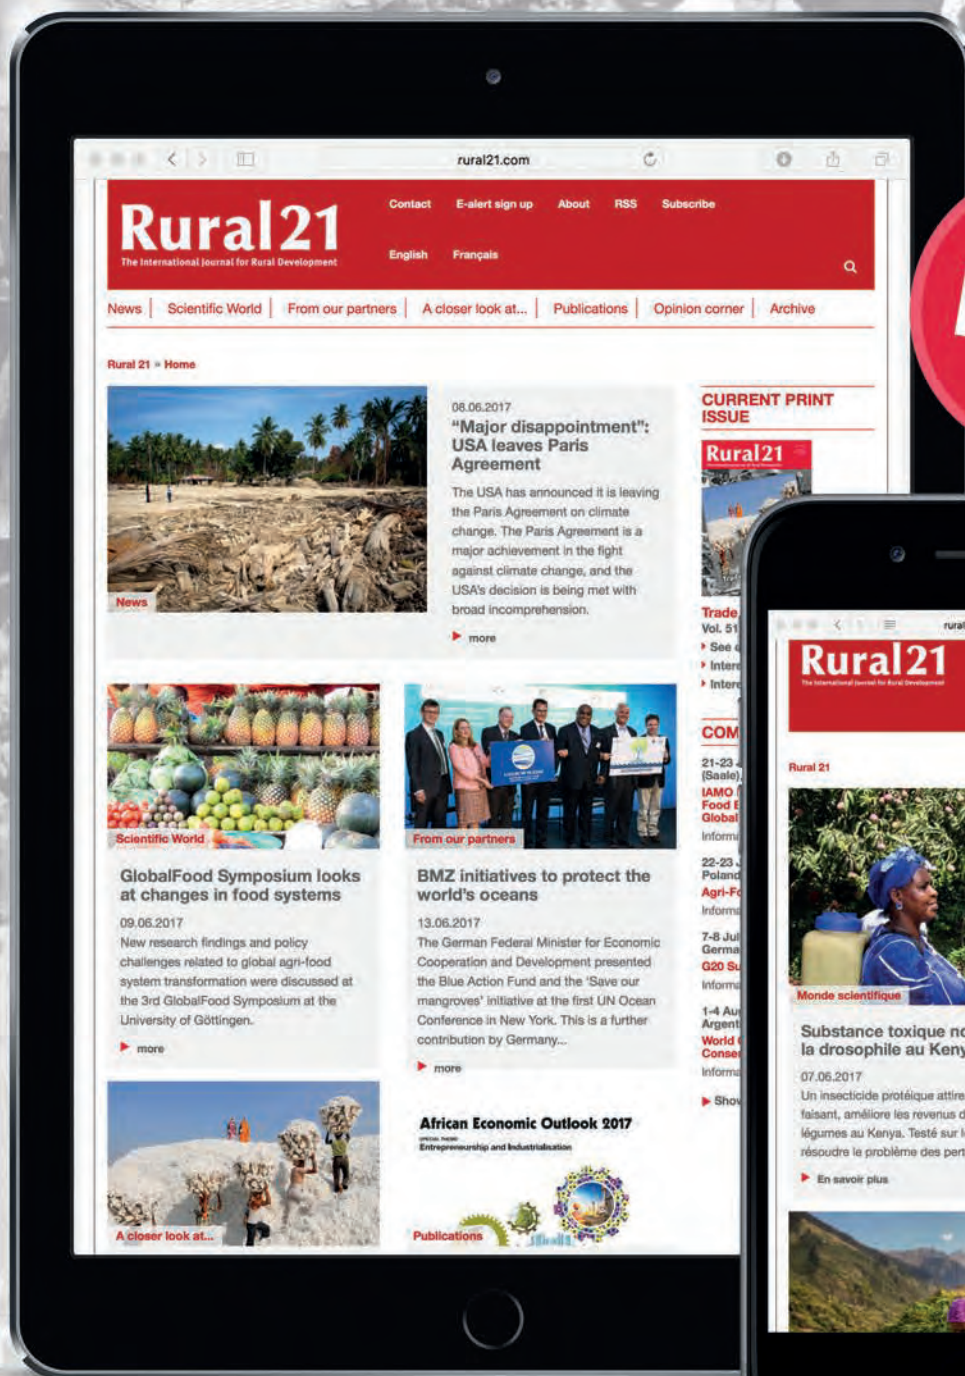 rural21.com
Rural21
The International Journal for Rural Development
Contact E-alert sign up About RSS Subscribe
English Français
News Scientific World From our partners A closer look at... Publications Opinion corner Archive
Rural 21 » Home
News
08.06.2017
“Major disappointment”:
USA leaves Paris
Agreement
The USA has announced it is leaving
the Paris Agreement on climate
change. The Paris Agreement is a
major achievement in the fight
against climate change, and the
USA's decision is being met with
broad incomprehension.
more
Scientific World
GlobalFood Symposium looks
at changes in food systems
09.06.2017
New research findings and policy
challenges related to global agri-food
system transformation were discussed at
the 3rd GlobalFood Symposium at the
University of Göttingen.
more
From our partners
BMZ initiatives to protect the
world's oceans
13.06.2017
The German Federal Minister for Economic
Cooperation and Development presented
the Blue Action Fund and the 'Save our
mangroves' initiative at the first UN Ocean
Conference in New York. This is a further
contribution by Germany...
more
A closer look at...
African Economic Outlook 2017
SPECIAL THEME:
Entrepreneurship and Industrialisation
Publications
CURRENT PRINT
ISSUE
Rural21
Trade,
Vol. 51
See
21-23
(Saale),
IAMO
Food
Global
22-23
Poland
7-8
G20
1-4
World
Rural21
The International Journal for Rural Development
Rural 21
Monde scientifique
Substance toxique
la drosophile au
07.06.2017
Un insecticide protéique attire
faisant, améliore les revenus
légumes au Kenya. Testé sur
résoudre le problème des
En savoir plus